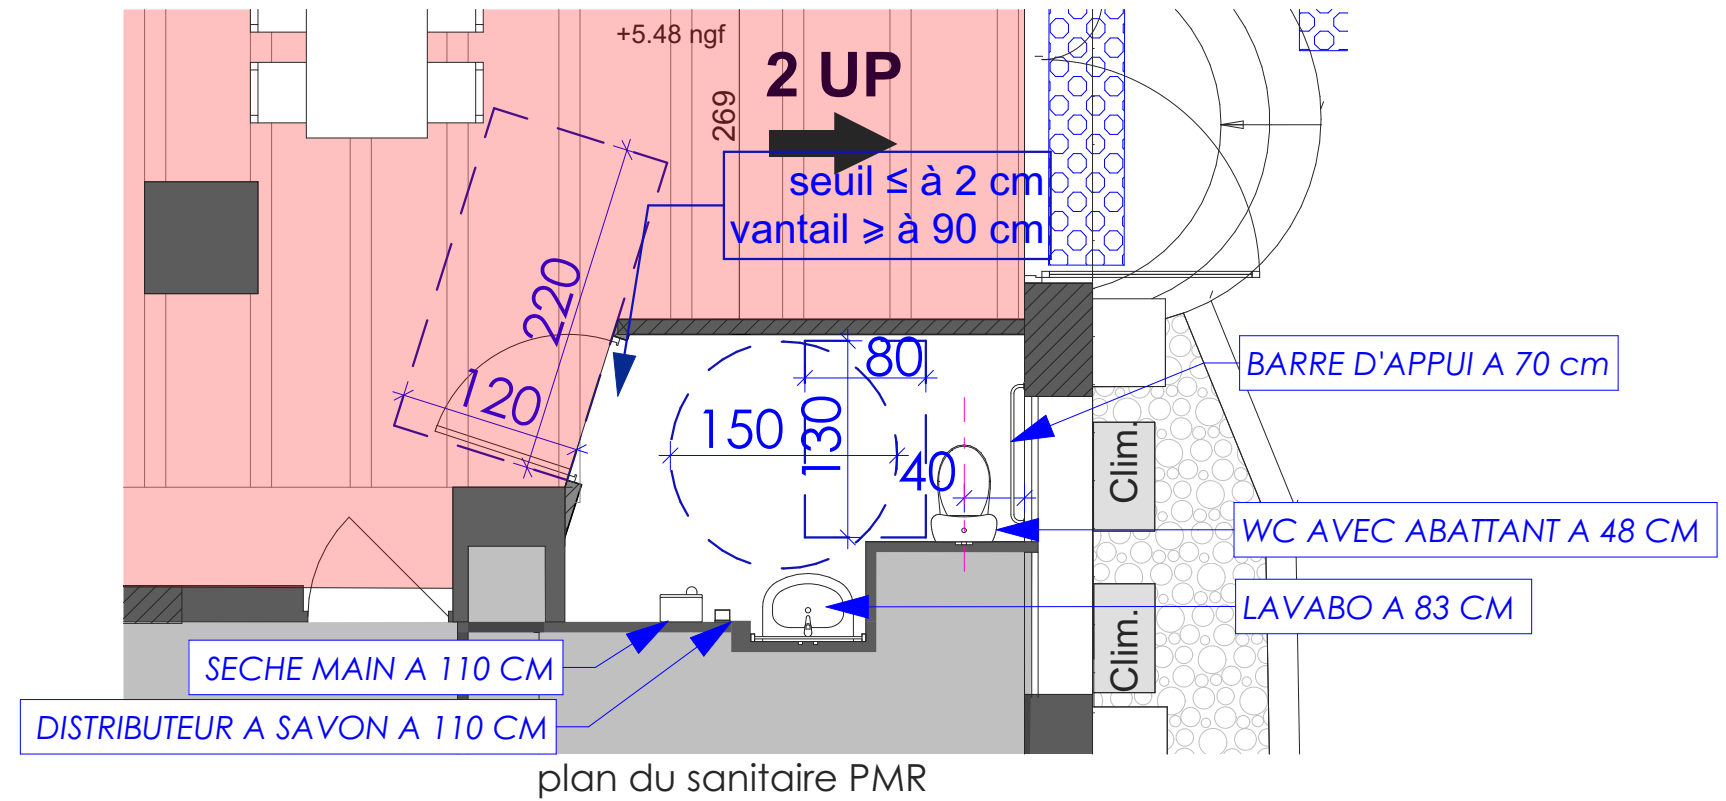 +5.48 ngf
2 UP
269
seuil ≤ à 2 cm
vantail ⩾ à 90 cm
220
120
80
130
150
40
BARRE D'APPUI A 70 cm
Clim.
WC AVEC ABATTANT A 48 CM
LAVABO A 83 CM
Clim.
SECHE MAIN A 110 CM
DISTRIBUTEUR A SAVON A 110 CM
plan du sanitaire PMR